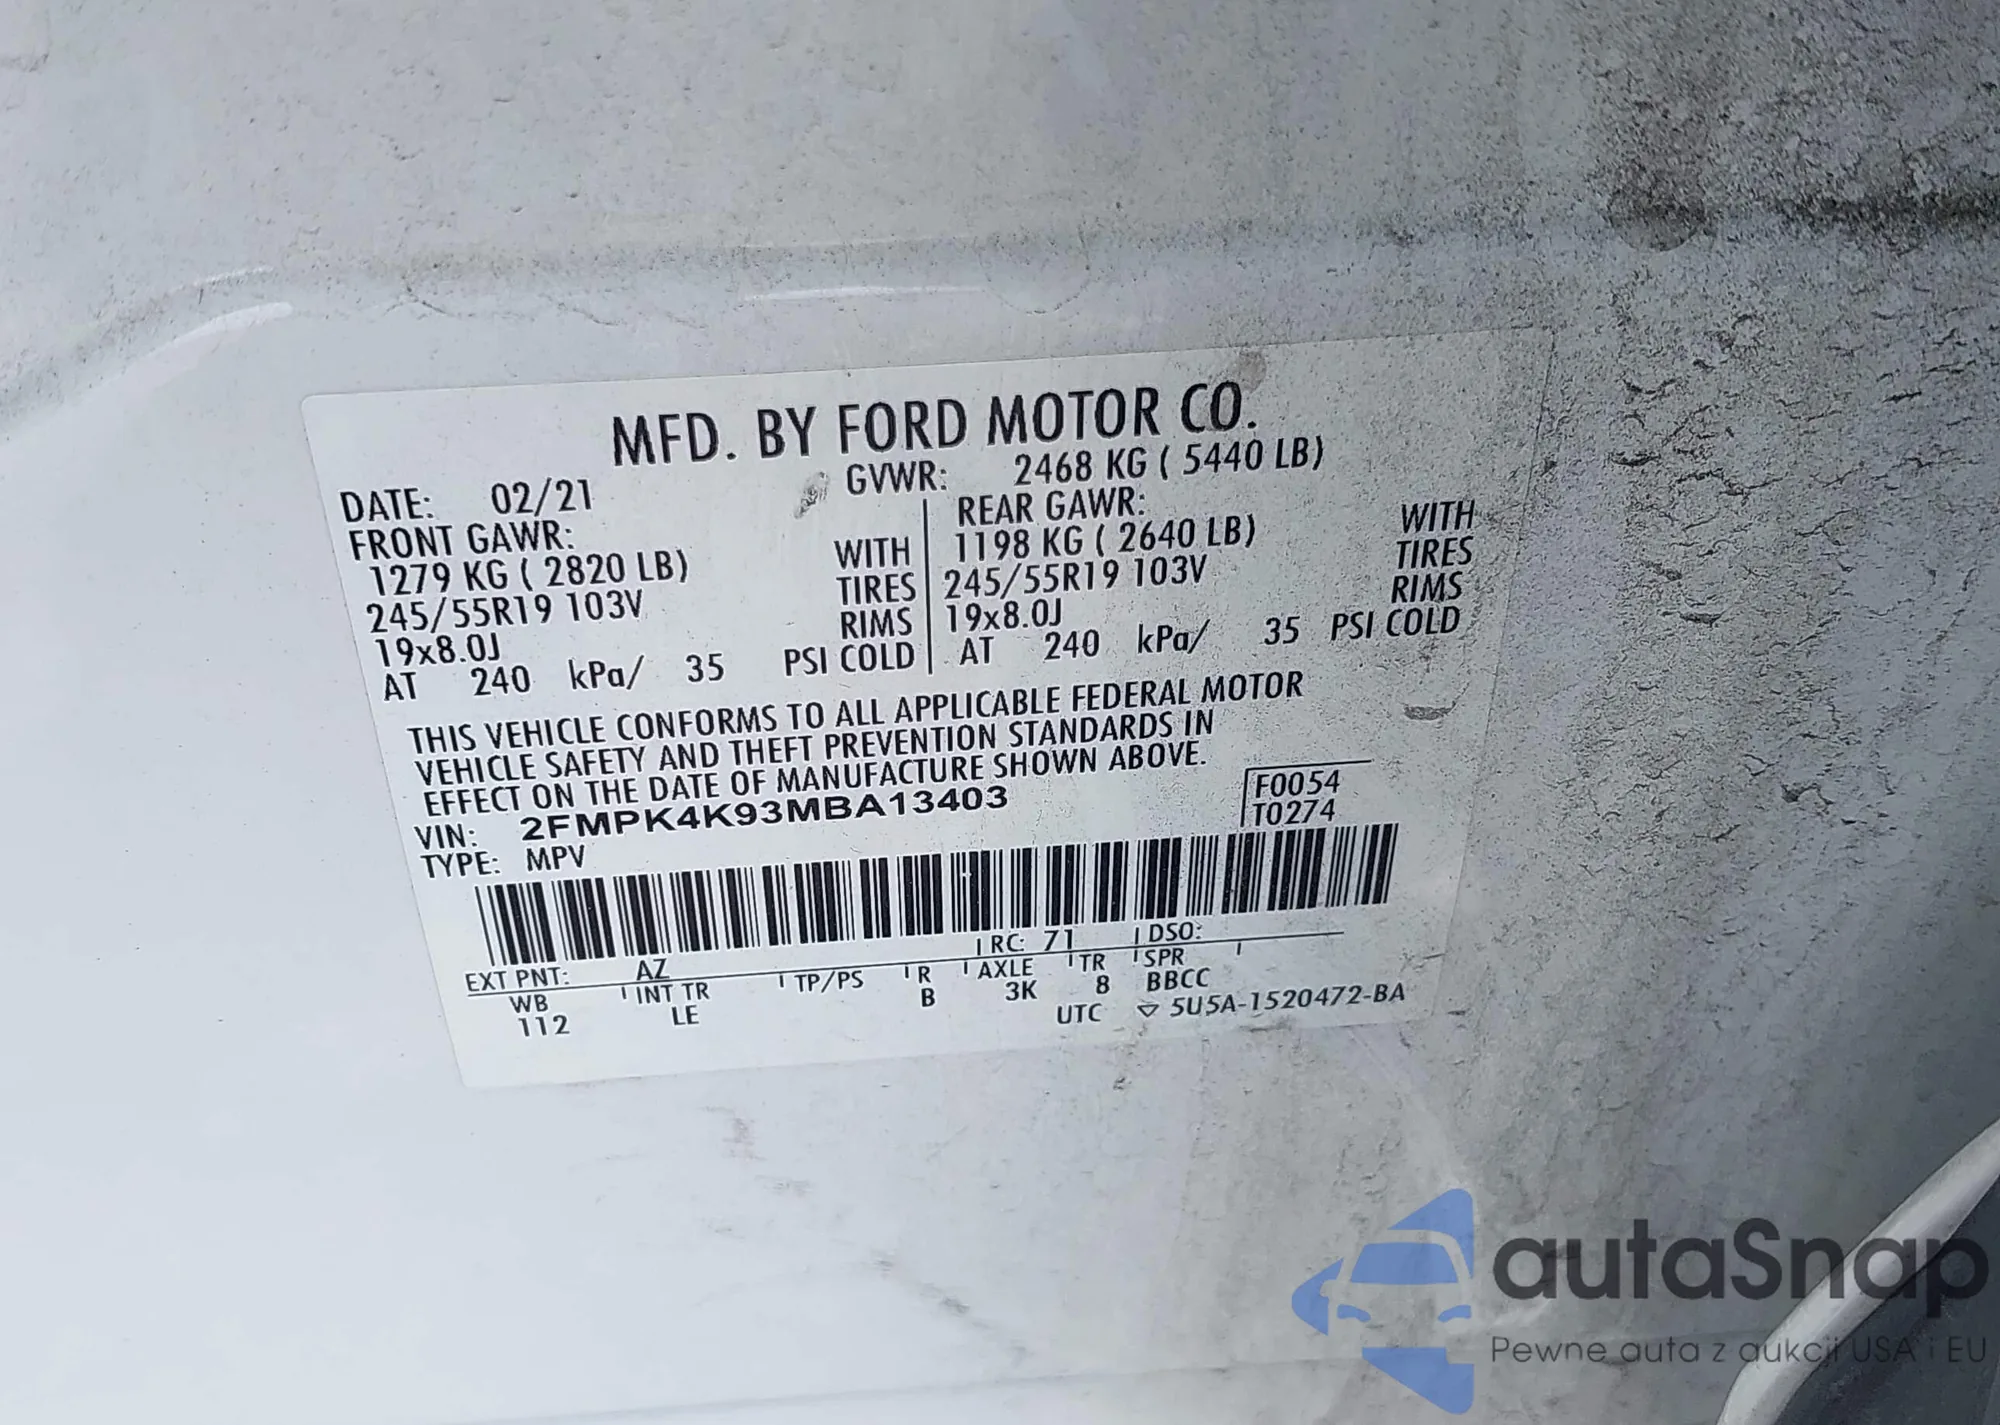 MFD. BY FORD MOTOR CO.
DATE: 02/21 GVWR: 2468 KG ( 5440 LB)
FRONT GAWR: REAR GAWR:
1279 KG ( 2820 LB) WITH 1198 KG ( 2640 LB) WITH
245/55R19 103V TIRES 245/55R19 103V TIRES
19x8.0J RIMS 19x8.0J RIMS
AT 240 kPa/ 35 PSI COLD AT 240 kPa/ 35 PSI COLD
THIS VEHICLE CONFORMS TO ALL APPLICABLE FEDERAL MOTOR
VEHICLE SAFETY AND THEFT PREVENTION STANDARDS IN
EFFECT ON THE DATE OF MANUFACTURE SHOWN ABOVE.
VIN: 2FMPK4K93MBA13403 F0054
TYPE: MPV T0274
EXT PNT: AZ RC: 71 DSO:
WB INT TR TP/PS R AXLE TR SPR
112 LE B 3K 8 BBCC
UTC ▽ 5U5A-1520472-BA
autaSnap
Pewne auta z aukcji USA i EU